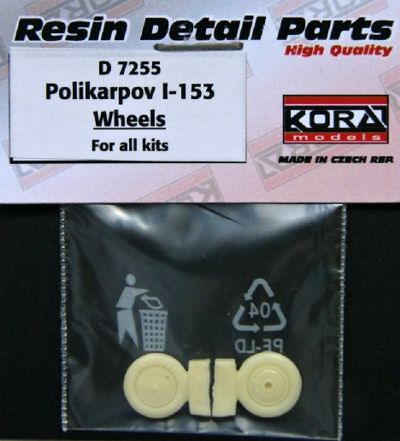 Resin Detail Parts
High Quality
D 7255
Polikarpov I-153
Wheels
For all kits
KORA
models
MADE IN CZECH REP.
04
PE-LD